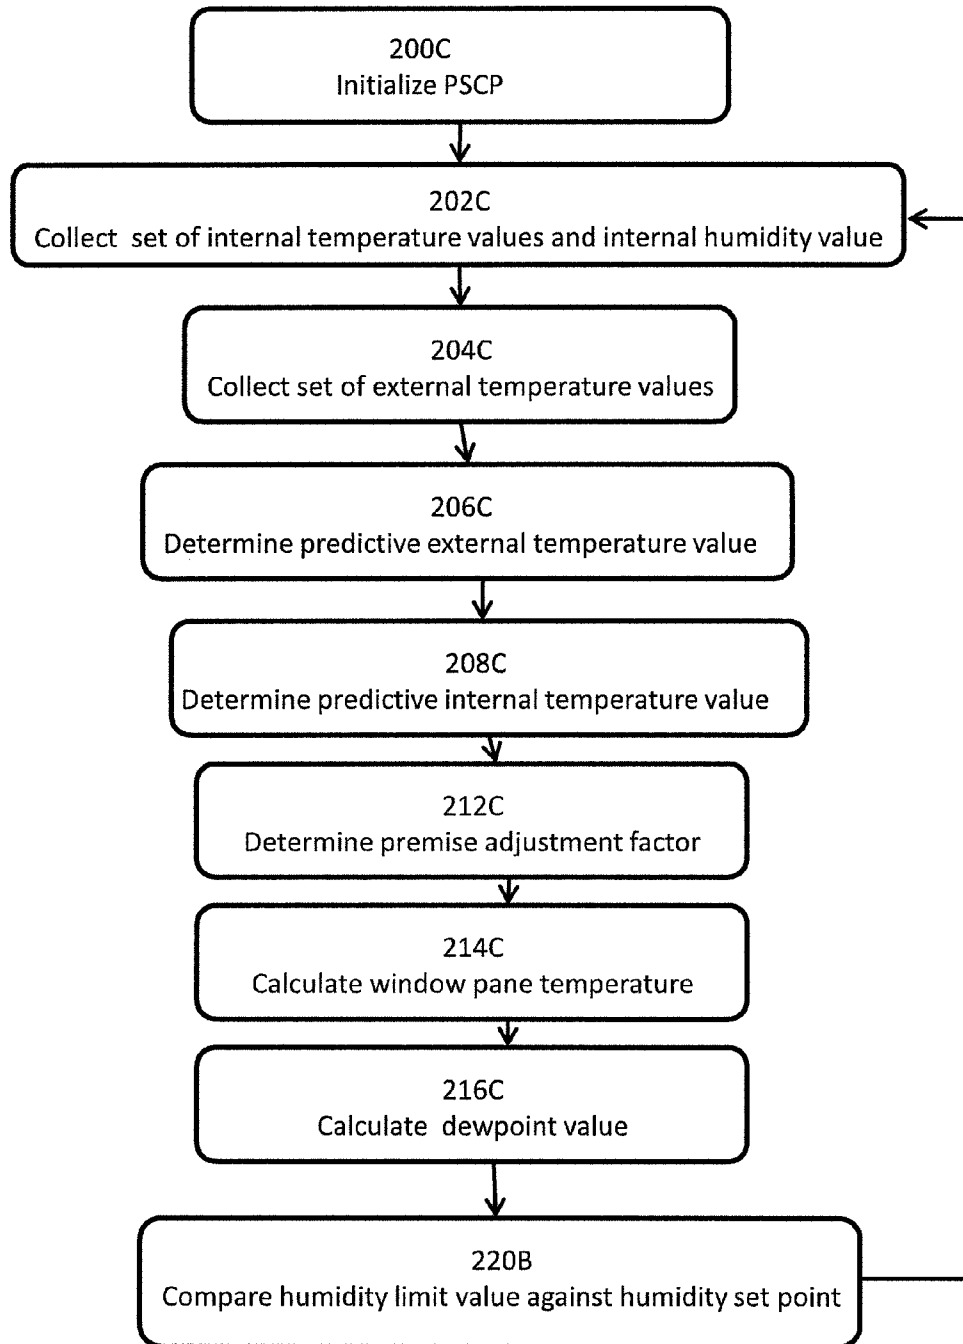 200C
Initialize PSCP
202C
Collect set of internal temperature values and internal humidity value
204C
Collect set of external temperature values
206C
Determine predictive external temperature value
208C
Determine predictive internal temperature value
212C
Determine premise adjustment factor
214C
Calculate window pane temperature
216C
Calculate dewpoint value
220B
Compare humidity limit value against humidity set point